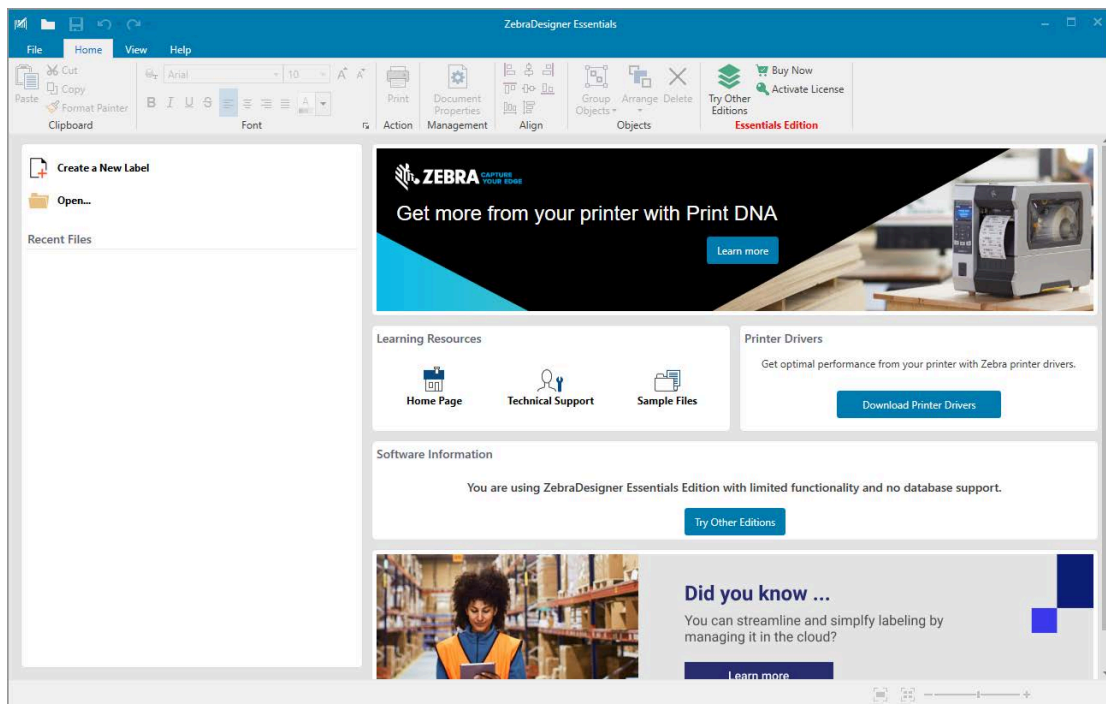 ZebraDesigner Essentials
File Home View Help
Paste
Cut
Copy
Format Painter
Clipboard
Arial 10
B I U S
Font
Print
Action
Document
Properties
Management
Align
Group
Objects
Arrange
Delete
Objects
Try Other
Editions
Buy Now
Activate License
Essentials Edition
Create a New Label
Open...
Recent Files
ZEBRA CAPTURE
YOUR EDGE
Get more from your printer with Print DNA
Learn more
Learning Resources
Home Page
Technical Support
Sample Files
Printer Drivers
Get optimal performance from your printer with Zebra printer drivers.
Download Printer Drivers
Software Information
You are using ZebraDesigner Essentials Edition with limited functionality and no database support.
Try Other Editions
Did you know ...
You can streamline and simplfy labeling by
managing it in the cloud?
Learn more